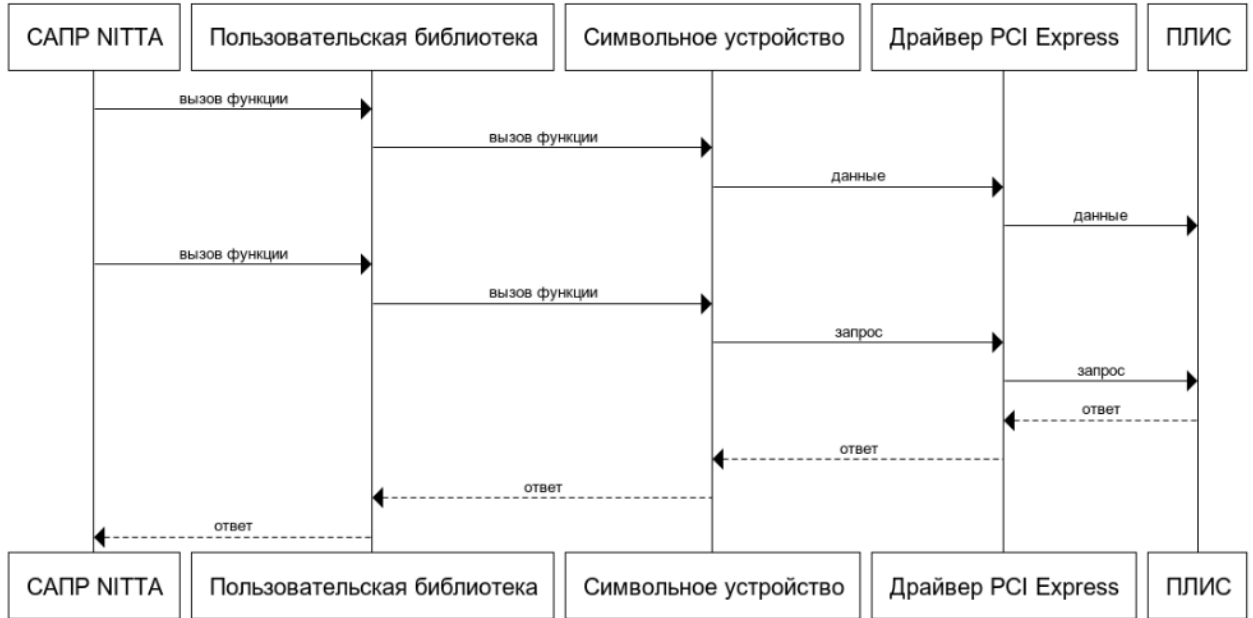 САПР NITTA
Пользовательская библиотека
Символьное устройство
Драйвер PCI Express
ПЛИС
вызов функции
вызов функции
данные
данные
вызов функции
вызов функции
запрос
запрос
ответ
ответ
ответ
ответ
САПР NITTA
Пользовательская библиотека
Символьное устройство
Драйвер PCI Express
ПЛИС